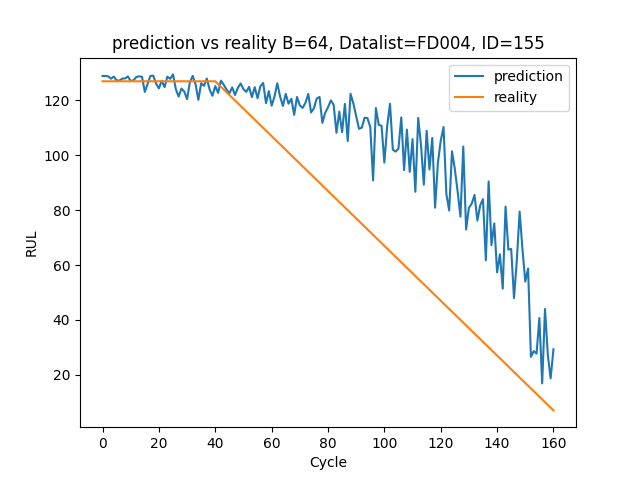 prediction vs reality B=64, Datalist=FD004, ID=155
prediction
reality
RUL
120
100
80
60
40
20
0 20 40 60 80 100 120 140 160
Cycle